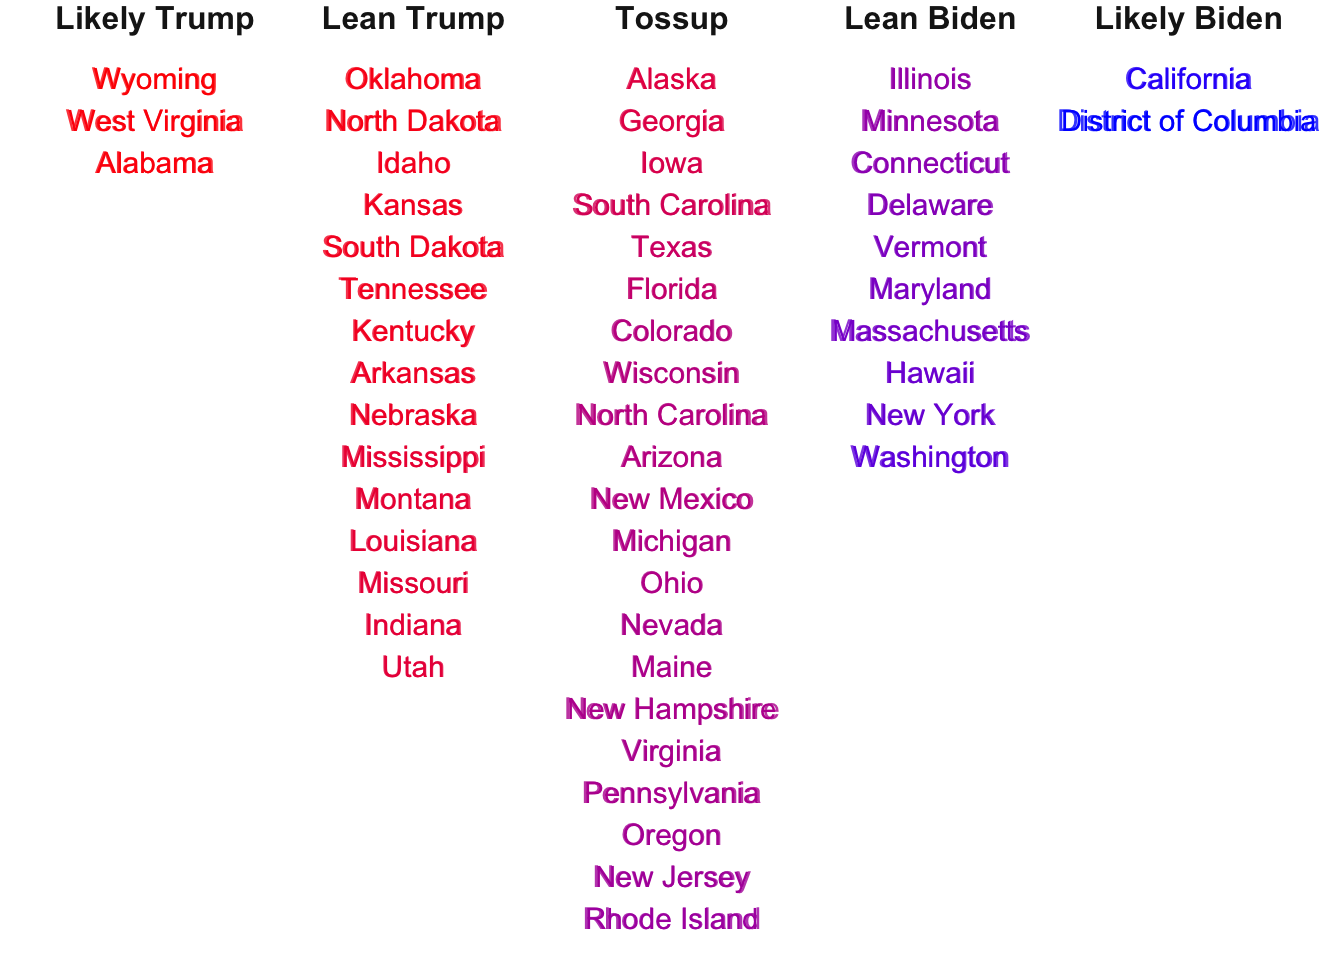 Likely Trump Lean Trump Tossup Lean Biden Likely Biden
Wyoming Oklahoma Alaska Illinois California
West Virginia North Dakota Georgia Minnesota District of Columbia
Alabama Idaho Iowa Connecticut
Kansas South Carolina Delaware
South Dakota Texas Vermont
Tennessee Florida Maryland
Kentucky Colorado Massachusetts
Arkansas Wisconsin Hawaii
Nebraska North Carolina New York
Mississippi Arizona Washington
Montana New Mexico
Louisiana Michigan
Missouri Ohio
Indiana Nevada
Utah Maine
New Hampshire
Virginia
Pennsylvania
Oregon
New Jersey
Rhode Island